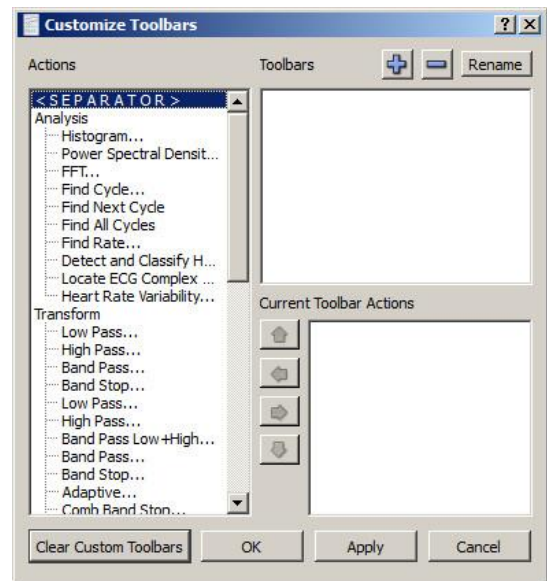 Customize Toolbars
Actions
Toolbars
Rename
<SEPARATOR>
Analysis
Histogram...
Power Spectral Densit...
FFT...
Find Cycle...
Find Next Cycle
Find All Cycles
Find Rate...
Detect and Classify H...
Locate ECG Complex ...
Heart Rate Variability...
Transform
Low Pass...
High Pass...
Band Pass...
Band Stop...
Low Pass...
High Pass...
Band Pass Low+High...
Band Pass...
Band Stop...
Adaptive...
Comb Band Stop...
Current Toolbar Actions
Clear Custom Toolbars
OK
Apply
Cancel